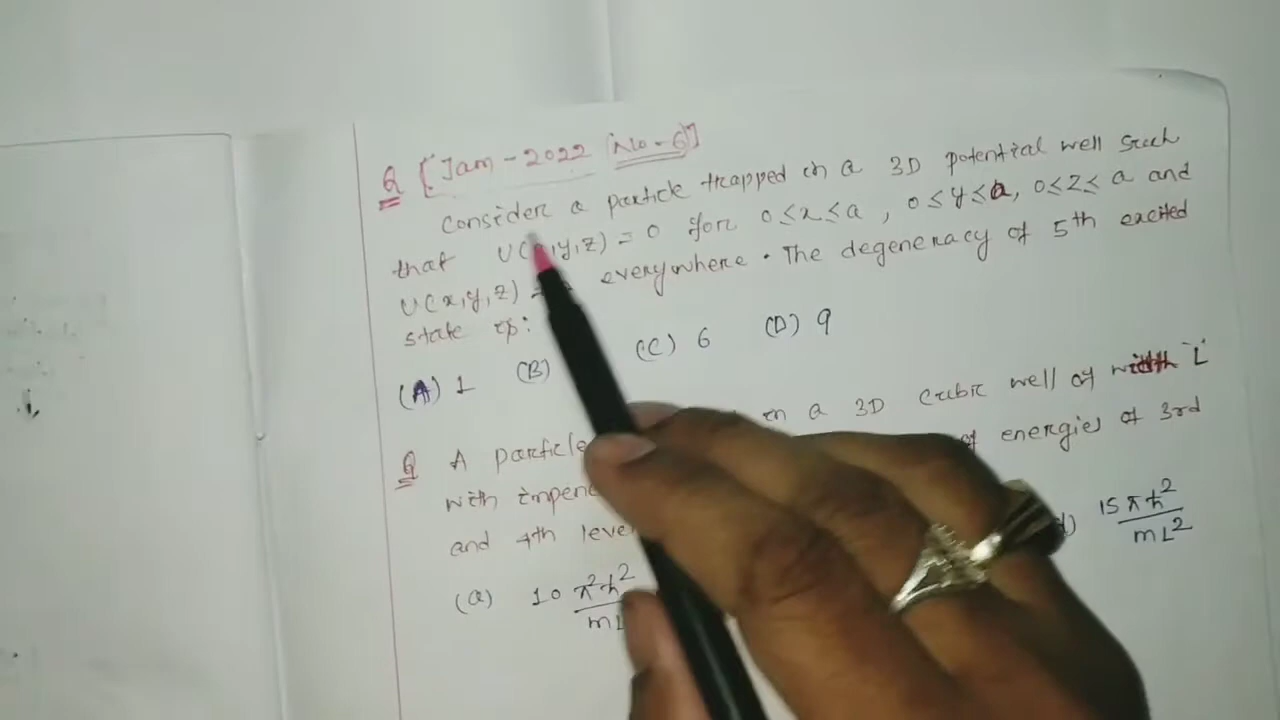 Q [Jam - 2022 [No - 6]]
Consider a particle trapped in a 3D potential well such
that U(x,y,z) = 0 for 0 ≤ x ≤ a, 0 ≤ y ≤ a, 0 ≤ z ≤ a and
U(x,y,z) = everywhere. The degeneracy of 5th excited
state is:
(A) 1 (B) (C) 6 (D) 9
Q A particle in a 3D cubic well of width 'L'
with of energies of 3rd
and 4th
(a) 10 π²ħ² / m d) 15 πħ² / mL²